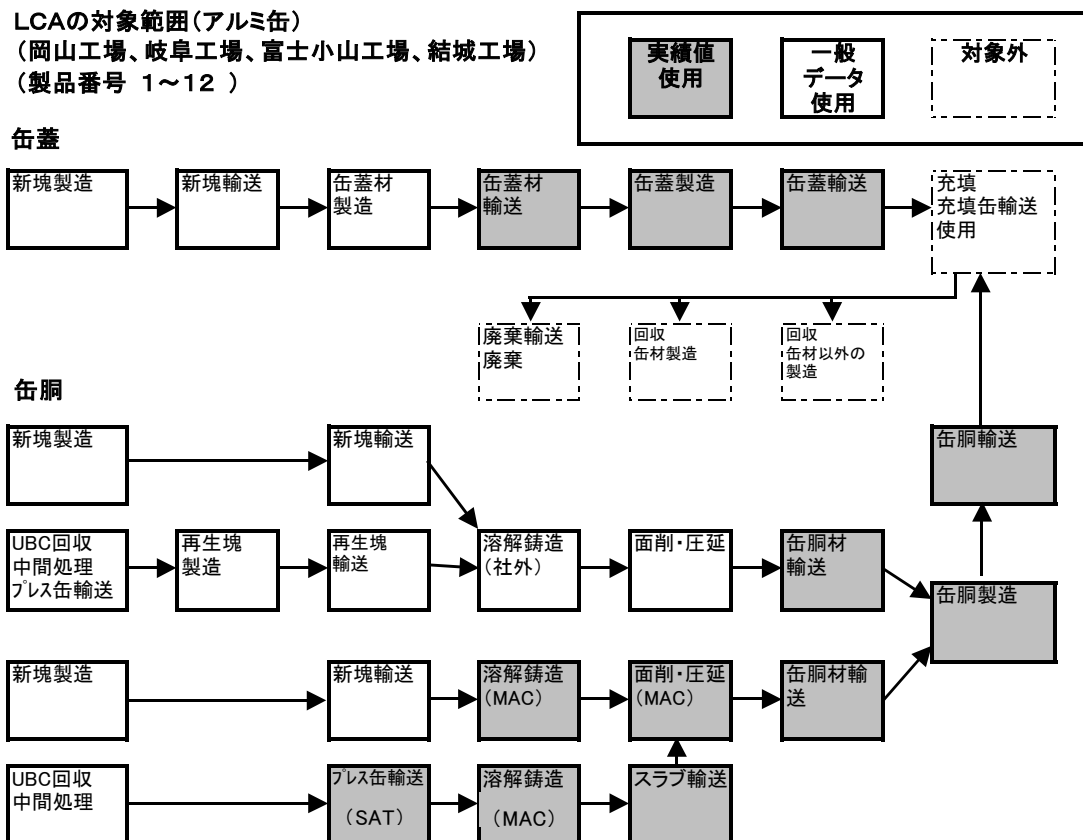 LCAの対象範囲(アルミ缶)
(岡山工場、岐阜工場、富士小山工場、結城工場)
(製品番号 1～12 )
実績値
使用
一般
データ
使用
対象外
缶蓋
新塊製造
新塊輸送
缶蓋材
製造
缶蓋材
輸送
缶蓋製造
缶蓋輸送
充填
充填缶輸送
使用
廃棄輸送
廃棄
回収
缶材製造
回収
缶材以外の
製造
缶胴
新塊製造
新塊輸送
缶胴輸送
UBC回収
中間処理
プレス缶輸送
再生塊
製造
再生塊
輸送
溶解鋳造
(社外)
面削・圧延
缶胴材
輸送
缶胴製造
新塊製造
新塊輸送
溶解鋳造
(MAC)
面削・圧延
(MAC)
缶胴材輸
送
UBC回収
中間処理
プレス缶輸送
(SAT)
溶解鋳造
(MAC)
スラブ輸送